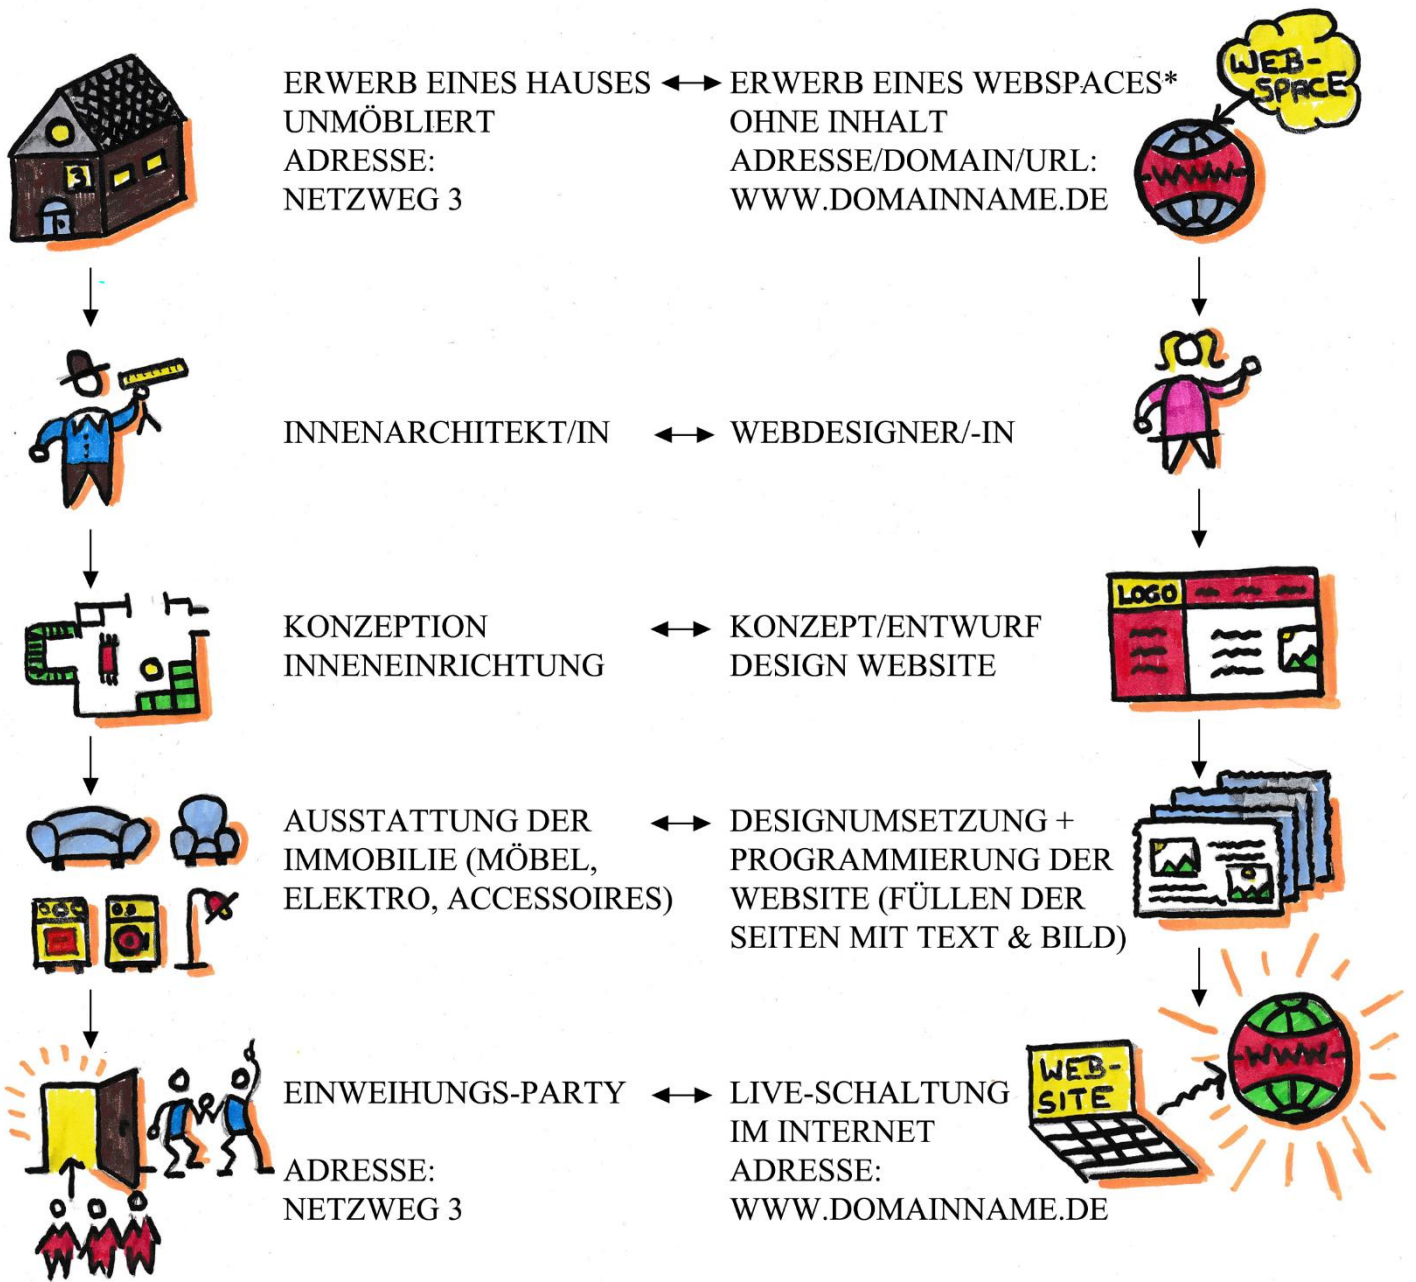 ERWERB EINES HAUSES
UNMÖBLIERT
ADRESSE:
NETZWEG 3
3
ERWERB EINES WEBSPACES*
OHNE INHALT
ADRESSE/DOMAIN/URL:
WWW.DOMAINNAME.DE
WEB-
SPACE
WWW
INNENARCHITEKT/IN
WEBDESIGNER/-IN
KONZEPTION
INNENEINRICHTUNG
KONZEPT/ENTWURF
DESIGN WEBSITE
LOGO
AUSSTATTUNG DER
IMMOBILIE (MÖBEL,
ELEKTRO, ACCESSOIRES)
DESIGNUMSETZUNG +
PROGRAMMIERUNG DER
WEBSITE (FÜLLEN DER
SEITEN MIT TEXT & BILD)
EINWEIHUNGS-PARTY
ADRESSE:
NETZWEG 3
LIVE-SCHALTUNG
IM INTERNET
ADRESSE:
WWW.DOMAINNAME.DE
WEB-
SITE
WWW